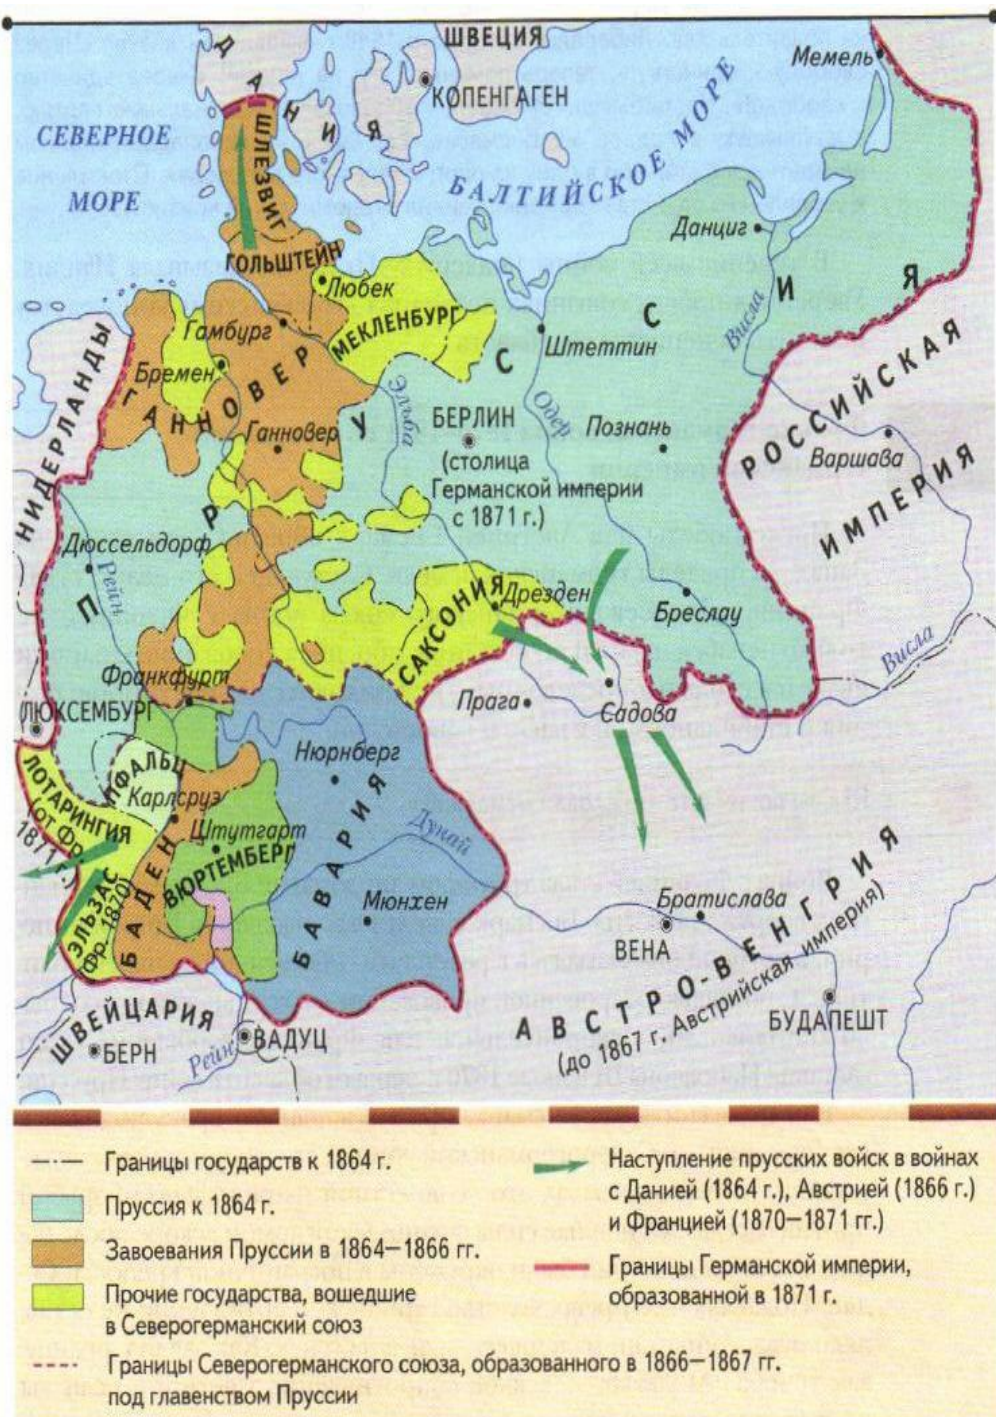 ШВЕЦИЯ
ДАНИЯ
КОПЕНГАГЕН
Мемель
СЕВЕРНОЕ
МОРЕ
БАЛТИЙСКОЕ МОРЕ
ШЛЕЗВИГ
ГОЛЬШТЕЙН
Данциг
Любек
Висла
Гамбург
МЕКЛЕНБУРГ
Штеттин
Бремен
ГАННОВЕР
Ганновер
Эльба
Одер
БЕРЛИН
(столица
Германской империи
с 1871 г.)
Познань
ПРУССИЯ
РОССИЙСКАЯ
ИМПЕРИЯ
Варшава
НИДЕРЛАНДЫ
Дюссельдорф
Рейн
САКСОНИЯ
Дрезден
Бреслау
Висла
Франкфурт
ЛЮКСЕМБУРГ
Прага
Садова
ПФАЛЬЦ
Нюрнберг
ЛОТАРИНГИЯ
(от Фр.
1871 г.)
Карлсруэ
Штутгарт
ВЮРТЕМБЕРГ
БАДЕН
ЭЛЬЗАС
(Фр. 1870)
БАВАРИЯ
Дунай
Мюнхен
Братислава
ВЕНА
АВСТРО-ВЕНГРИЯ
(до 1867 г. Австрийская империя)
БУДАПЕШТ
ШВЕЙЦАРИЯ
БЕРН
Рейн
ВАДУЦ
Границы государств к 1864 г.
Пруссия к 1864 г.
Завоевания Пруссии в 1864–1866 гг.
Прочие государства, вошедшие
в Северогерманский союз
Границы Северогерманского союза, образованного в 1866–1867 гг.
под главенством Пруссии
Наступление прусских войск в войнах
с Данией (1864 г.), Австрией (1866 г.)
и Францией (1870–1871 гг.)
Границы Германской империи,
образованной в 1871 г.